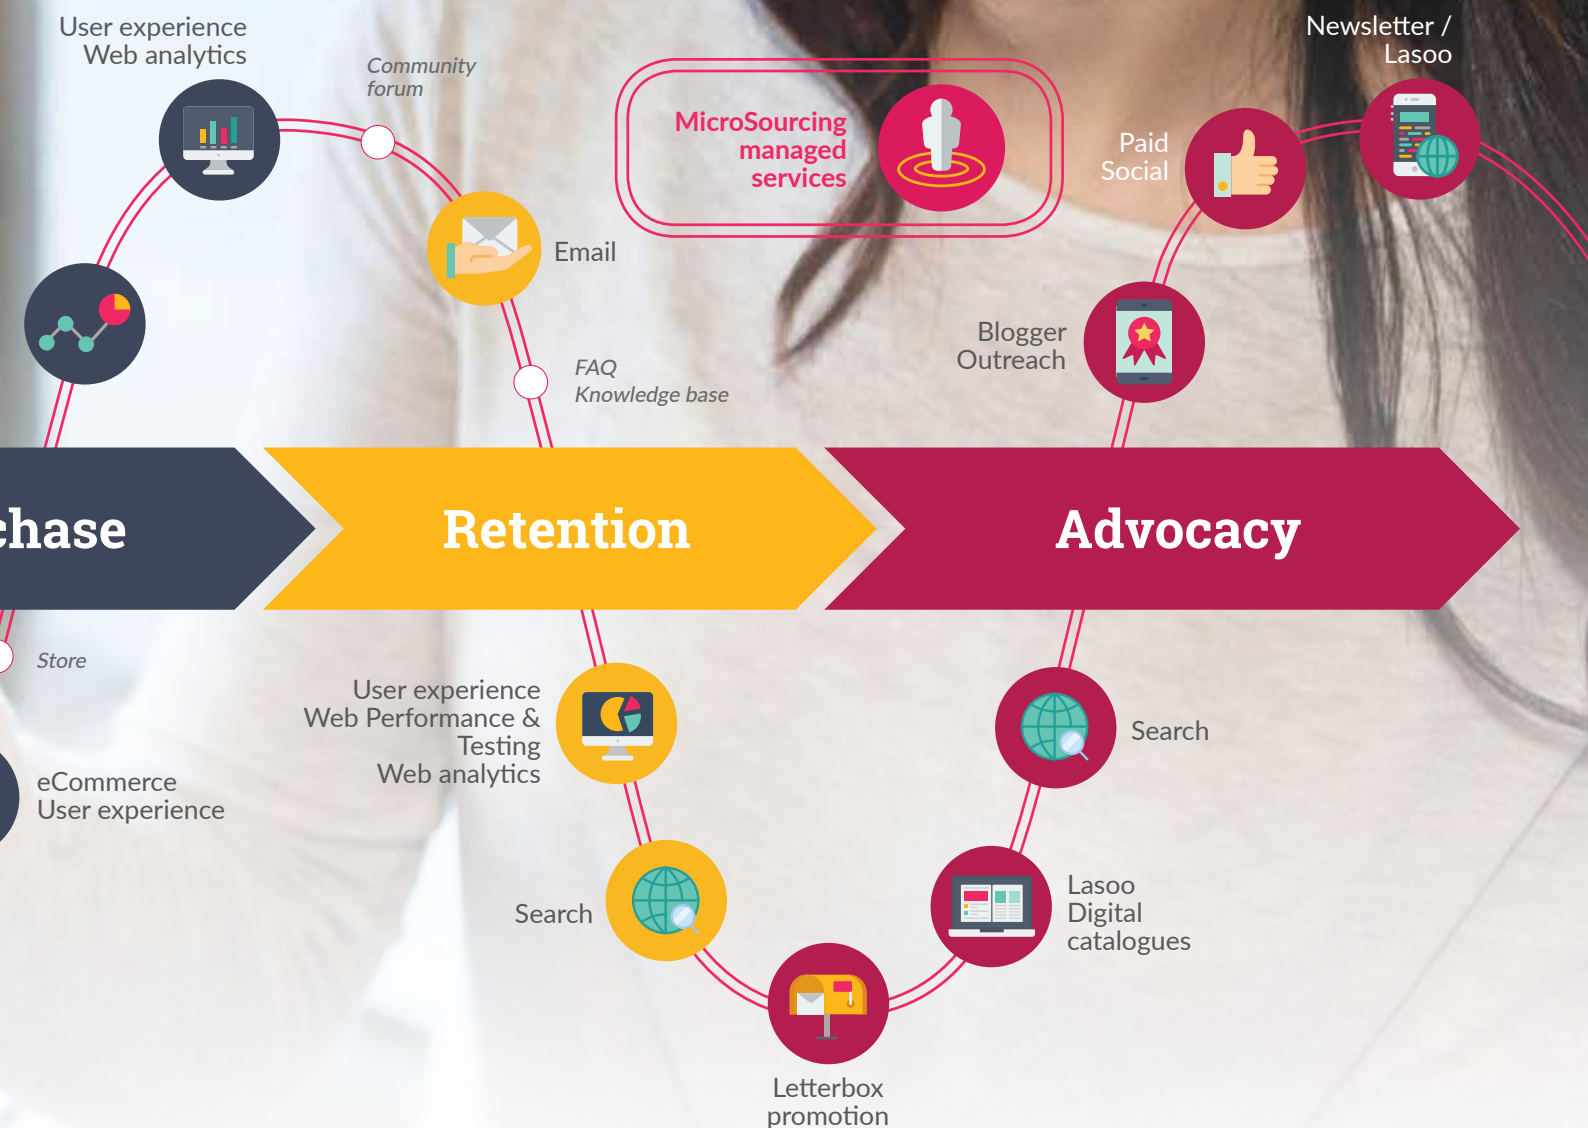 User experience
Web analytics
Community
forum
Email
FAQ
Knowledge base
MicroSourcing
managed
services
Newsletter /
Lasoo
Paid
Social
Blogger
Outreach
chase
Retention
Advocacy
Store
eCommerce
User experience
User experience
Web Performance &
Testing
Web analytics
Search
Letterbox
promotion
Lasoo
Digital
catalogues
Search